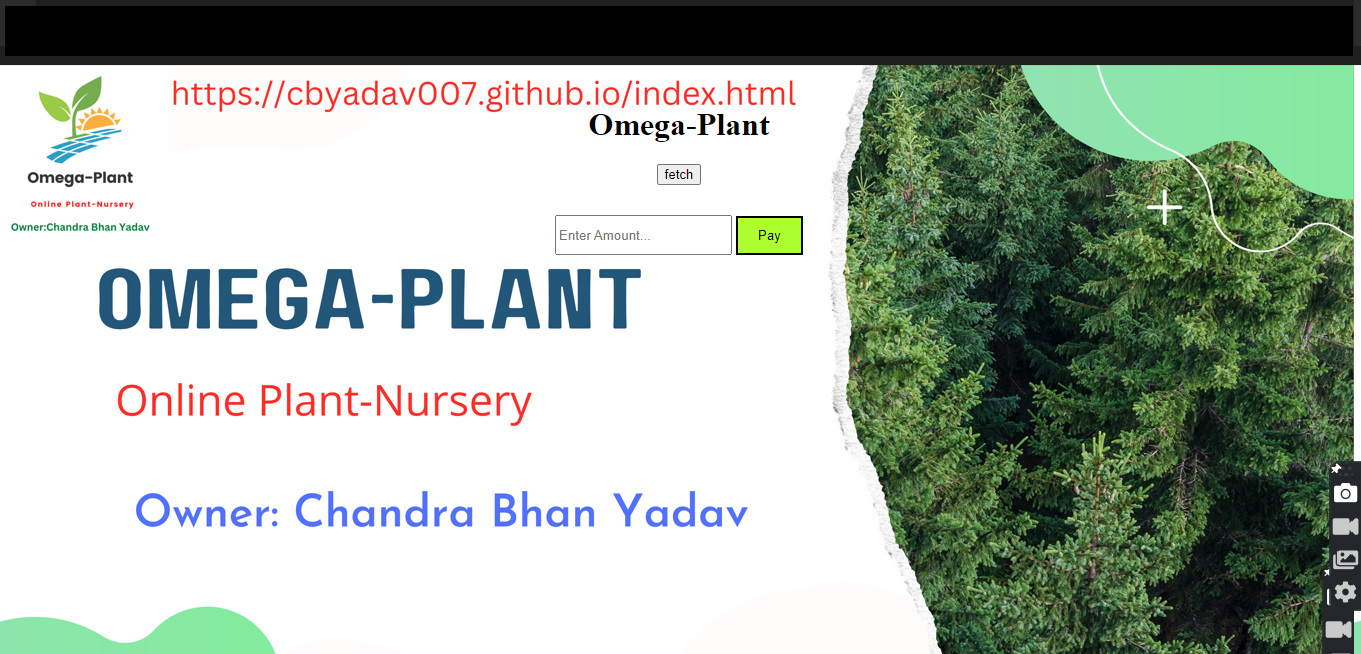 https://cbyadav007.github.io/index.html
Omega-Plant
fetch
Enter Amount...
Pay
Omega-Plant
Online Plant-Nursery
Owner:Chandra Bhan Yadav
OMEGA-PLANT
Online Plant-Nursery
Owner: Chandra Bhan Yadav